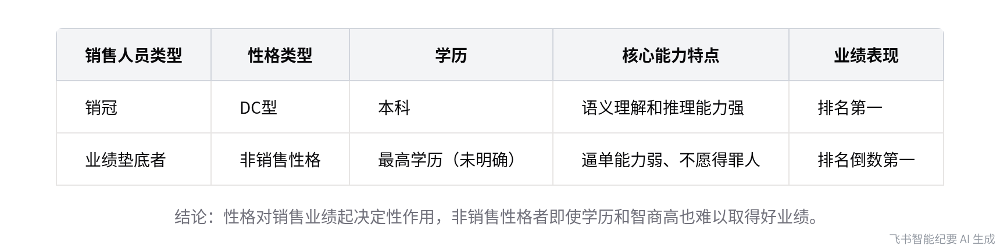 销售人员类型 性格类型 学历 核心能力特点 业绩表现
销冠 DC型 本科 语义理解和推理能力强 排名第一
业绩垫底者 非销售性格 最高学历（未明确） 逼单能力弱、不愿得罪人 排名倒数第一
结论：性格对销售业绩起决定性作用，非销售性格者即使学历和智商高也难以取得好业绩。
飞书智能纪要 AI 生成